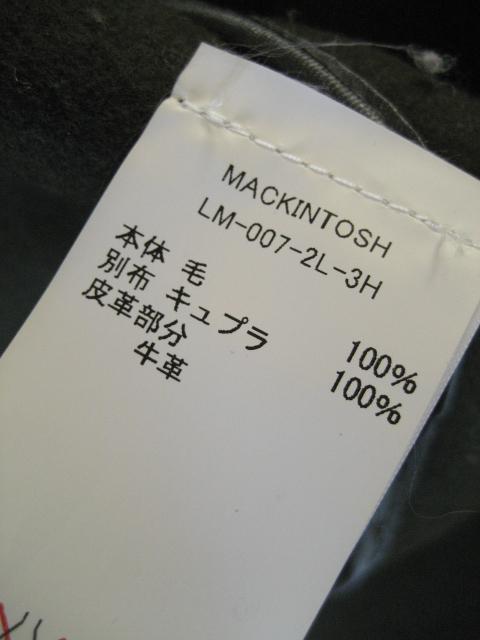 MACKINTOSH
LM-007-2L-3H
本体 毛 100%
別布 キュプラ 100%
皮革部分
牛革